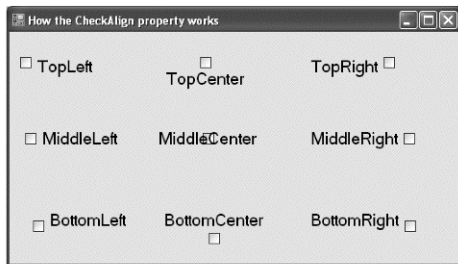 How the CheckAlign property works
TopLeft
TopCenter
TopRight
MiddleLeft
MiddleCenter
MiddleRight
BottomLeft
BottomCenter
BottomRight